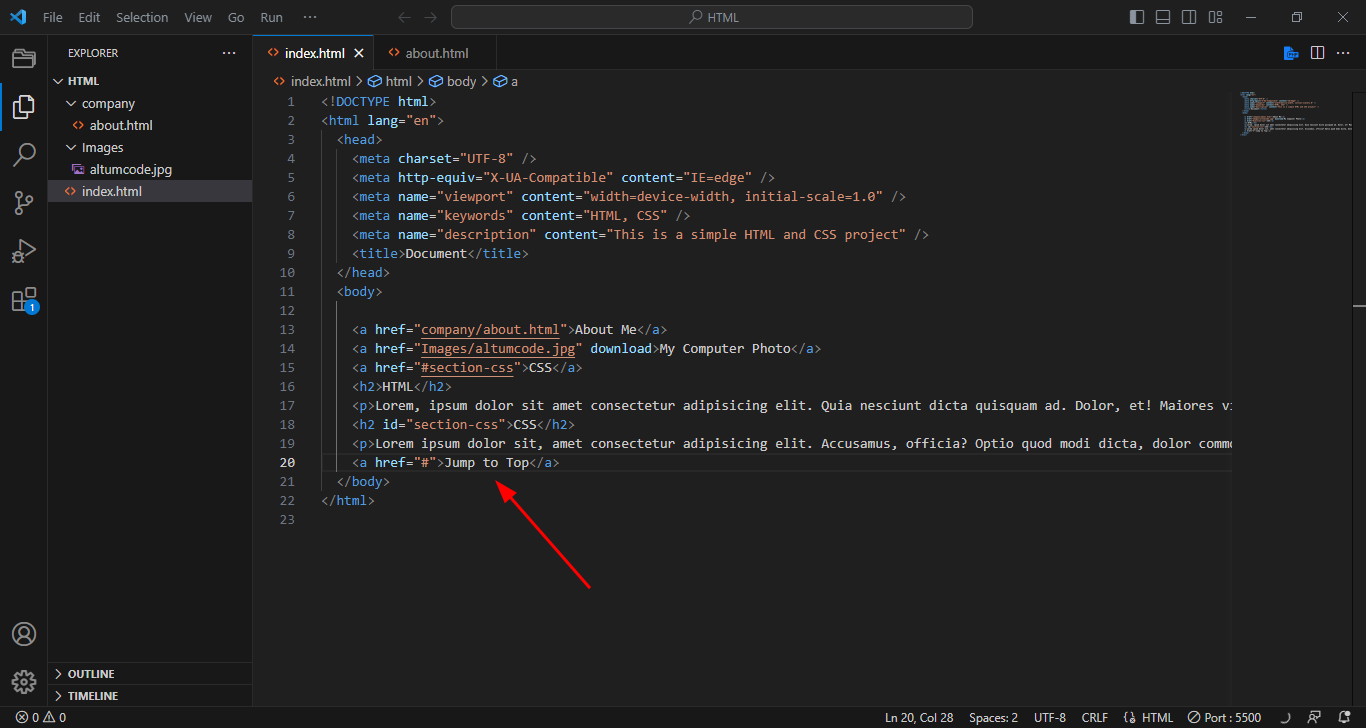 File Edit Selection View Go Run ···
HTML
EXPLORER ···
HTML
company
about.html
Images
altumcode.jpg
index.html
OUTLINE
TIMELINE
1
index.html about.html
index.html > html > body > a
1 <!DOCTYPE html>
2 <html lang="en">
3 <head>
4 <meta charset="UTF-8" />
5 <meta http-equiv="X-UA-Compatible" content="IE=edge" />
6 <meta name="viewport" content="width=device-width, initial-scale=1.0" />
7 <meta name="keywords" content="HTML, CSS" />
8 <meta name="description" content="This is a simple HTML and CSS project" />
9 <title>Document</title>
10 </head>
11 <body>
12
13 <a href="company/about.html">About Me</a>
14 <a href="Images/altumcode.jpg" download>My Computer Photo</a>
15 <a href="#section-css">CSS</a>
16 <h2>HTML</h2>
17 <p>Lorem, ipsum dolor sit amet consectetur adipisicing elit. Quia nesciunt dicta quisquam ad. Dolor, et! Maiores
18 <h2 id="section-css">CSS</h2>
19 <p>Lorem ipsum dolor sit, amet consectetur adipisicing elit. Accusamus, officia? Optio quod modi dicta, dolor
20 <a href="#">Jump to Top</a>
21 </body>
22 </html>
23
0 0 Ln 20, Col 28 Spaces: 2 UTF-8 CRLF HTML Port : 5500